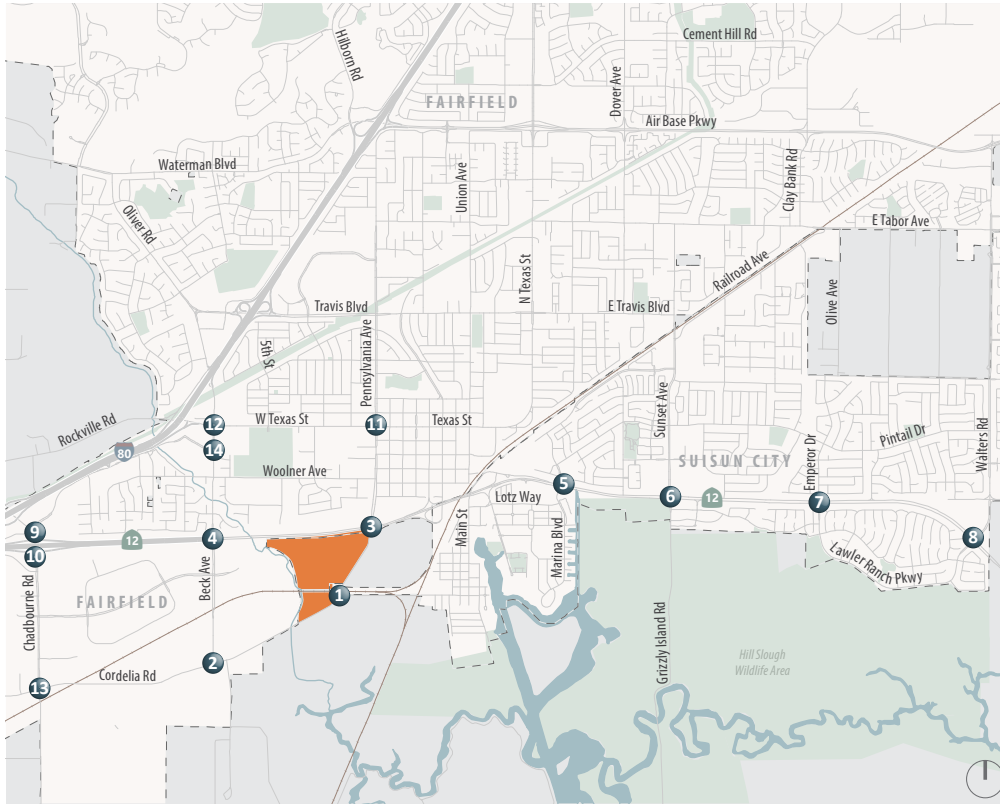 Cement Hill Rd
Hilborn Rd
Dover Ave
FAIRFIELD
Air Base Pkwy
Waterman Blvd
Union Ave
Clay Bank Rd
Oliver Rd
E Tabor Ave
N Texas St
Railroad Ave
Travis Blvd
E Travis Blvd
Olive Ave
5th St
Pennsylvania Ave
Sunset Ave
Rockville Rd
12
W Texas St
11
Texas St
Emperor Dr
Pintail Dr
Walters Rd
80
14
Woolner Ave
SUISUN CITY
5
Lotz Way
6
12
7
9
12
4
3
Main St
Marina Blvd
8
10
Lawler Ranch Pkwy
Chadbourne Rd
Beck Ave
FAIRFIELD
1
Grizzly Island Rd
Hill Slough
Wildlife Area
2
Cordelia Rd
13